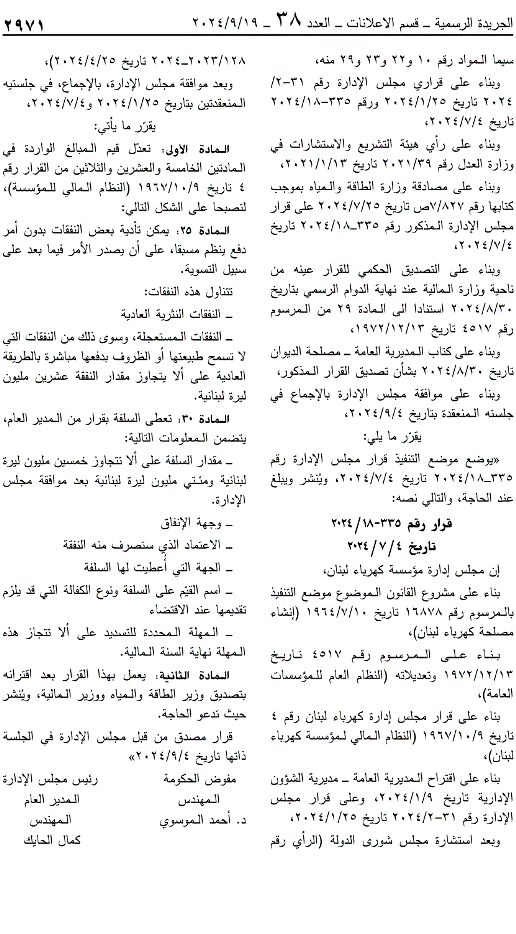 الجريدة الرسمية ـ قسم الاعلانات ـ العدد ٣٨ ـ ٢٠٢٤/٩/١٩
٢٩٧١
سيما المواد رقم ١٠ و٢٢ و٢٣ و٢٩ منه،
وبناء على قراري مجلس الإدارة رقم ٣١-٢/
٢٠٢٤ تاريخ ٢٠٢٤/١/٢٥ ورقم ٣٣٥-٢٠٢٤/١٨
تاريخ ٢٠٢٤/٧/٤،
وبناء على رأي هيئة التشريع والاستشارات في
وزارة العدل رقم ٢٠٢١/٣٩ تاريخ ٢٠٢١/١/١٣،
وبناء على مصادقة وزارة الطاقة والمياه بموجب
كتابها رقم ٧/٨٢٧ص تاريخ ٢٠٢٤/٧/٢٥ على قرار
مجلس الإدارة المذكور رقم ٣٣٥ـ٢٠٢٤/١٨ تاريخ
٢٠٢٤/٧/٤،
وبناء على التصديق الحكمي للقرار عينه من
ناحية وزارة المالية عند نهاية الدوام الرسمي بتاريخ
٢٠٢٤/٨/٣٠ استنادا الى المادة ٢٩ من المرسوم
رقم ٤٥١٧ تاريخ ١٩٧٢/١٢/١٣،
وبناء على كتاب المديرية العامة ـ مصلحة الديوان
تاريخ ٢٠٢٤/٨/٣٠ بشأن تصديق القرار المذكور،
وبناء على موافقة مجلس الإدارة بالإجماع في
جلسته المنعقدة بتاريخ ٢٠٢٤/٩/٤،
يقرّر ما يلي:
«يوضع موضع التنفيذ قرار مجلس الإدارة رقم
٣٣٥ـ٢٠٢٤/١٨ تاريخ ٢٠٢٤/٧/٤، ويُنشر ويبلغ
عند الحاجة، والتالي نصه:
قرار رقم ٣٣٥-٢٠٢٤/١٨
تاريخ ٢٠٢٤/٧/٤
إن مجلس إدارة مؤسسة كهرباء لبنان،
بناء على مشروع القانون الموضوع موضع التنفيذ
بالمرسوم رقم ١٦٨٧٨ تاريخ ١٩٦٤/٧/١٠ (إنشاء
مصلحة كهرباء لبنان)،
بناء على المرسوم رقم ٤٥١٧ تاريخ
١٩٧٢/١٢/١٣ وتعديلاته (النظام العام للمؤسسات
العامة)،
بناء على قرار مجلس إدارة كهرباء لبنان رقم ٤
تاريخ ١٩٦٧/١٠/٩ (النظام المالي لمؤسسة كهرباء
لبنان)،
بناء على اقتراح المديرية العامة ـ مديرية الشؤون
الإدارية تاريخ ٢٠٢٤/١/٩، وعلى قرار مجلس
الإدارة رقم ٣١-٢٠٢٤/٢ تاريخ ٢٠٢٤/١/٢٥،
وبعد استشارة مجلس شورى الدولة (الرأي رقم
٢٠٢٣/١٢٨ـ٢٠٢٤ تاريخ ٢٠٢٤/٤/٢٥)،
وبعد موافقة مجلس الإدارة، بالإجماع، في جلستيه
المنعقدتين بتاريخ ٢٠٢٤/١/٢٥ و٢٠٢٤/٧/٤،
يقرّر ما يأتي:
المادة الأولى: تعدّل قيم المبالغ الواردة في
المادتين الخامسة والعشرين والثلاثين من القرار رقم
٤ تاريخ ١٩٦٧/١٠/٩ (النظام المالي للمؤسسة)،
لتصبحا على الشكل التالي:
المادة ٢٥: يمكن تأدية بعض النفقات بدون أمر
دفع ينظم مسبقا، على أن يصدر الأمر فيما بعد على
سبيل التسوية.
تتناول هذه النفقات:
ـ النفقات النثرية العادية
ـ النفقات المستعجلة، وسوى ذلك من النفقات التي
لا تسمح طبيعتها أو الظروف بدفعها مباشرة بالطريقة
العادية على ألا يتجاوز مقدار النفقة عشرين مليون
ليرة لبنانية.
المادة ٣٠: تعطى السلفة بقرار من المدير العام،
يتضمن المعلومات التالية:
ـ مقدار السلفة على ألا تتجاوز خمسين مليون ليرة
لبنانية ومئتي مليون ليرة لبنانية بعد موافقة مجلس
الإدارة.
ـ وجهة الإنفاق
ـ الاعتماد الذي ستصرف منه النفقة
ـ الجهة التي أُعطيت لها السلفة
ـ اسم القيّم على السلفة ونوع الكفالة التي قد يلزم
تقديمها عند الاقتضاء
ـ المهلة المحددة للتسديد على ألا تتجاز هذه
المهلة نهاية السنة المالية.
المادة الثانية: يعمل بهذا القرار بعد اقترانه
بتصديق وزير الطاقة والمياه ووزير المالية، ويُنشر
حيث تدعو الحاجة.
قرار مصدق من قبل مجلس الإدارة في الجلسة
ذاتها تاريخ ٢٠٢٤/٩/٤»
مفوض الحكومة
المهندس
د. أحمد الموسوي
رئيس مجلس الإدارة
المدير العام
المهندس
كمال الحايك